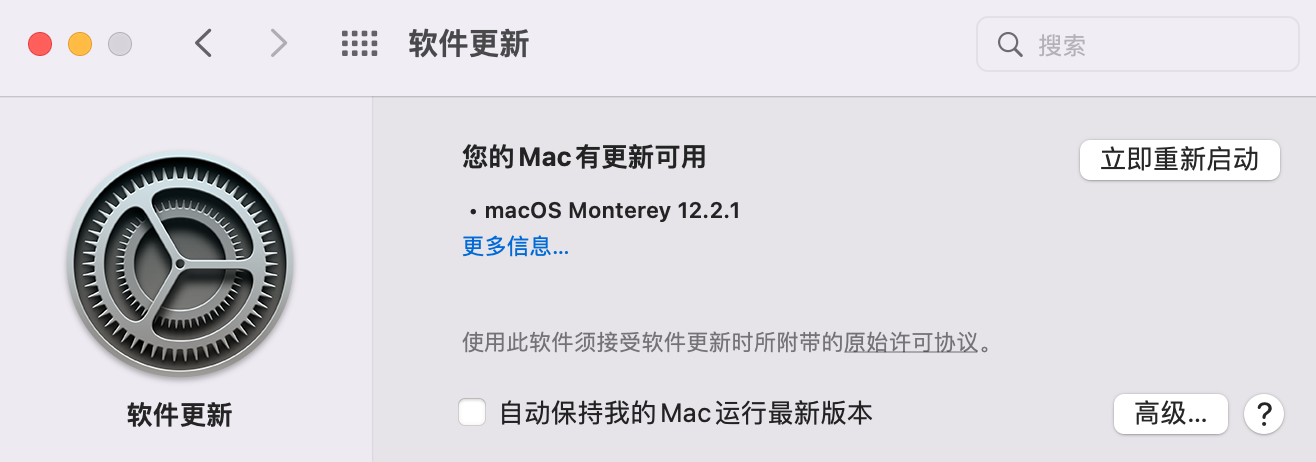 软件更新
搜索
您的Mac有更新可用
立即重新启动
• macOS Monterey 12.2.1
更多信息...
使用此软件须接受软件更新时所附带的原始许可协议。
软件更新
自动保持我的Mac运行最新版本
高级...
?